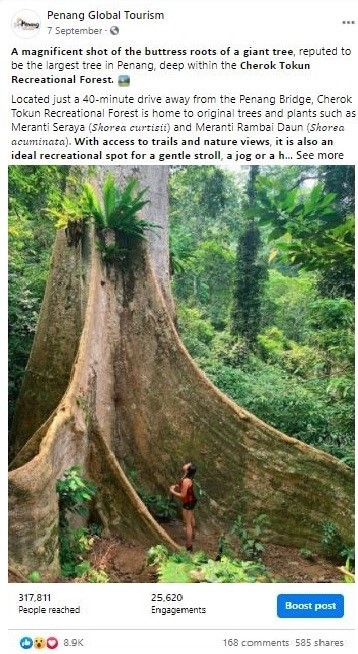 Penang Global Tourism
7 September ·
A magnificent shot of the buttress roots of a giant tree, reputed to
be the largest tree in Penang, deep within the Cherok Tokun
Recreational Forest.
Located just a 40-minute drive away from the Penang Bridge, Cherok
Tokun Recreational Forest is home to original trees and plants such as
Meranti Seraya (Shorea curtisii) and Meranti Rambai Daun (Shorea
acuminata). With access to trails and nature views, it is also an
ideal recreational spot for a gentle stroll, a jog or a h... See more
317,811
People reached
25,620
Engagements
Boost post
8.9K
168 comments 585 shares